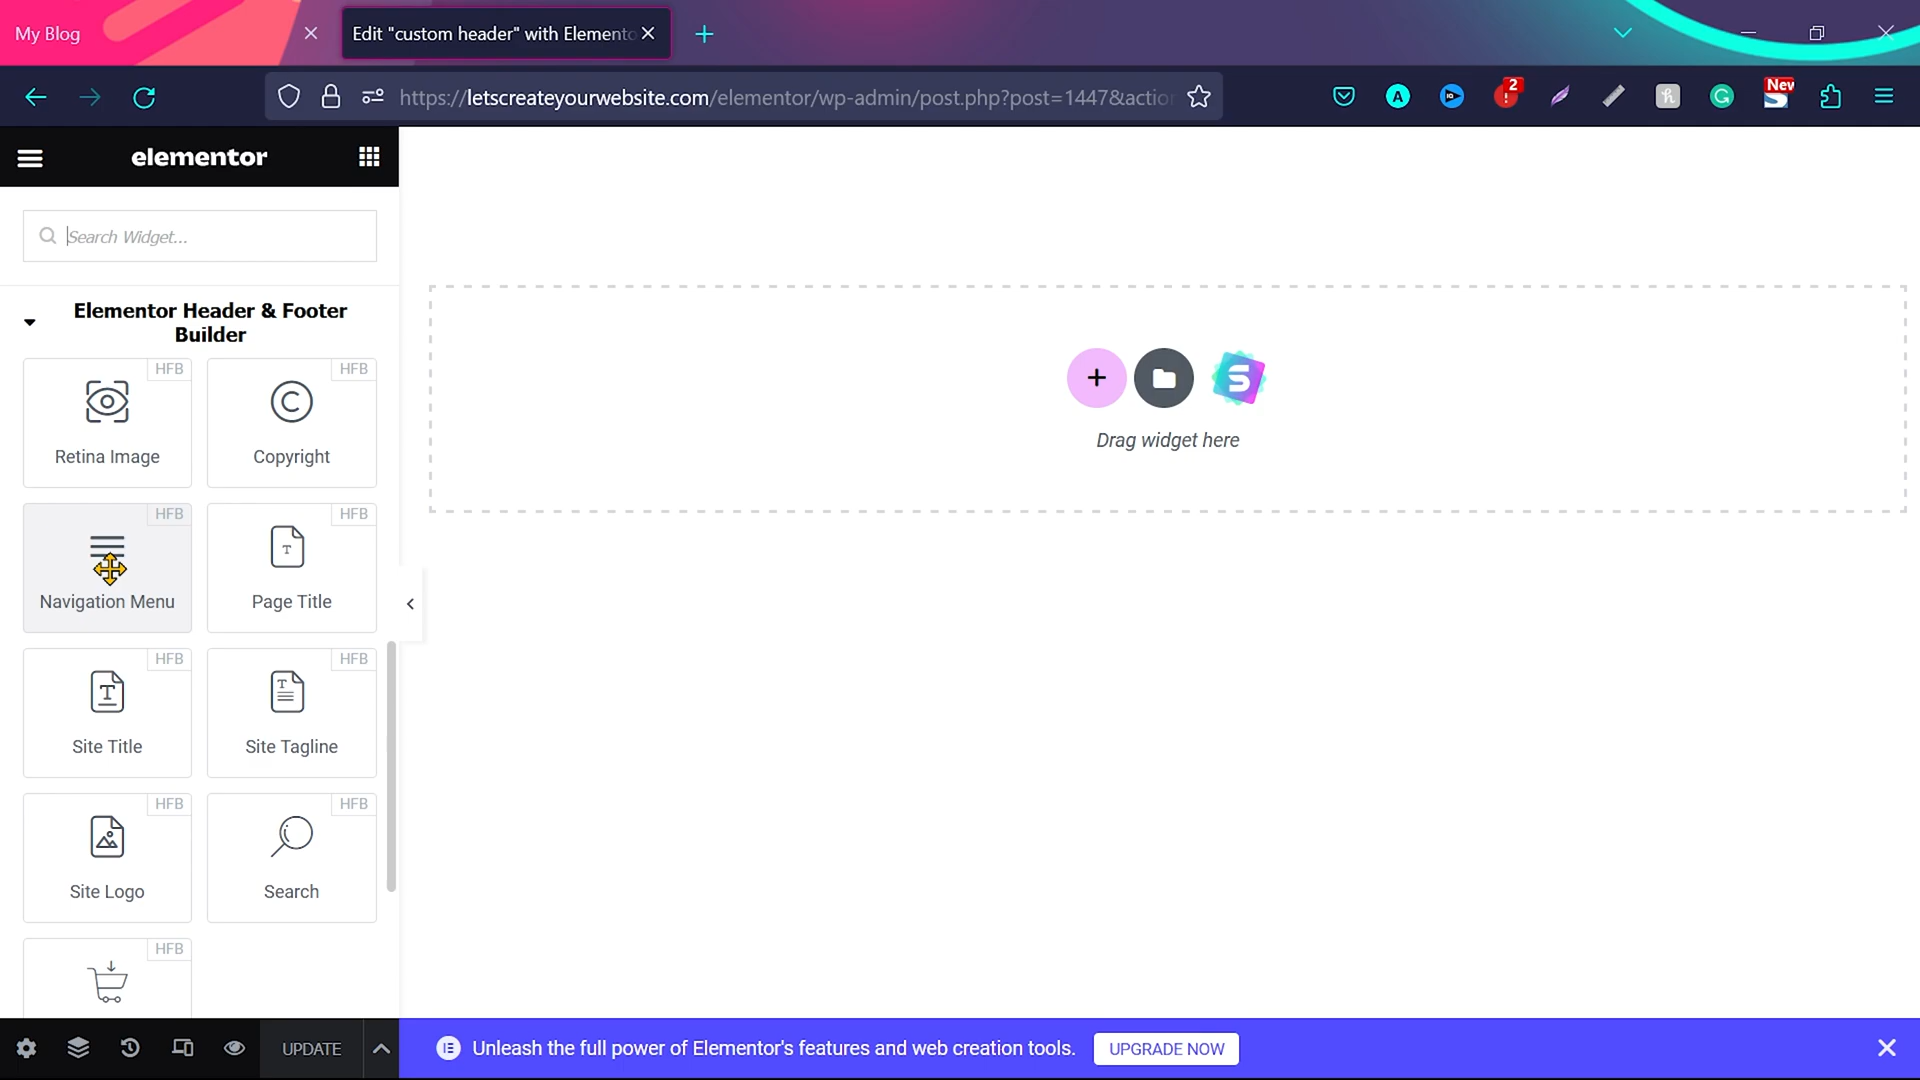 My Blog
Edit "custom header" with Elemento
https://letscreateyourwebsite.com/elementor/wp-admin/post.php?post=1447&actio
2
New
elementor
Search Widget...
Elementor Header & Footer
Builder
HFB
HFB
Retina Image
Copyright
HFB
HFB
Navigation Menu
Page Title
HFB
HFB
Site Title
Site Tagline
HFB
HFB
Site Logo
Search
HFB
Drag widget here
UPDATE
Unleash the full power of Elementor's features and web creation tools.
UPGRADE NOW